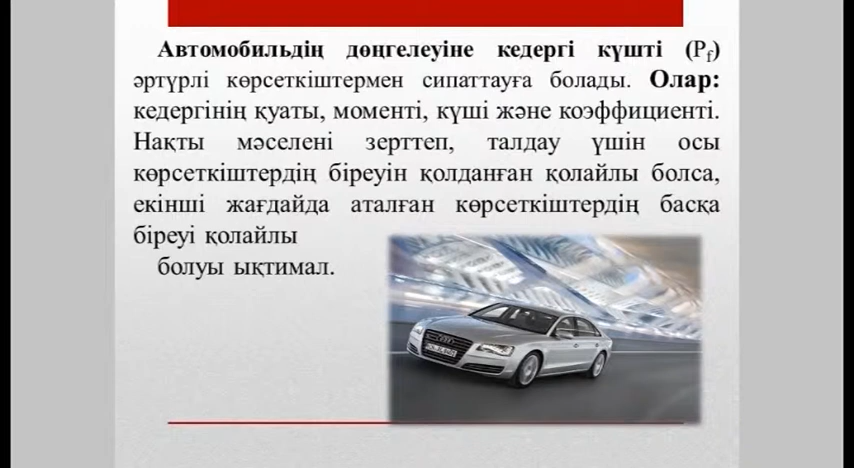 Автомобильдің дөңгелеуіне кедергі күшті (Pf)
әртүрлі көрсеткіштермен сипаттауға болады. Олар:
кедергінің қуаты, моменті, күші және коэффициенті.
Нақты мәселені зерттеп, талдау үшін осы
көрсеткіштердің біреуін қолданған қолайлы болса,
екінші жағдайда аталған көрсеткіштердің басқа
біреуі қолайлы
болуы ықтимал.